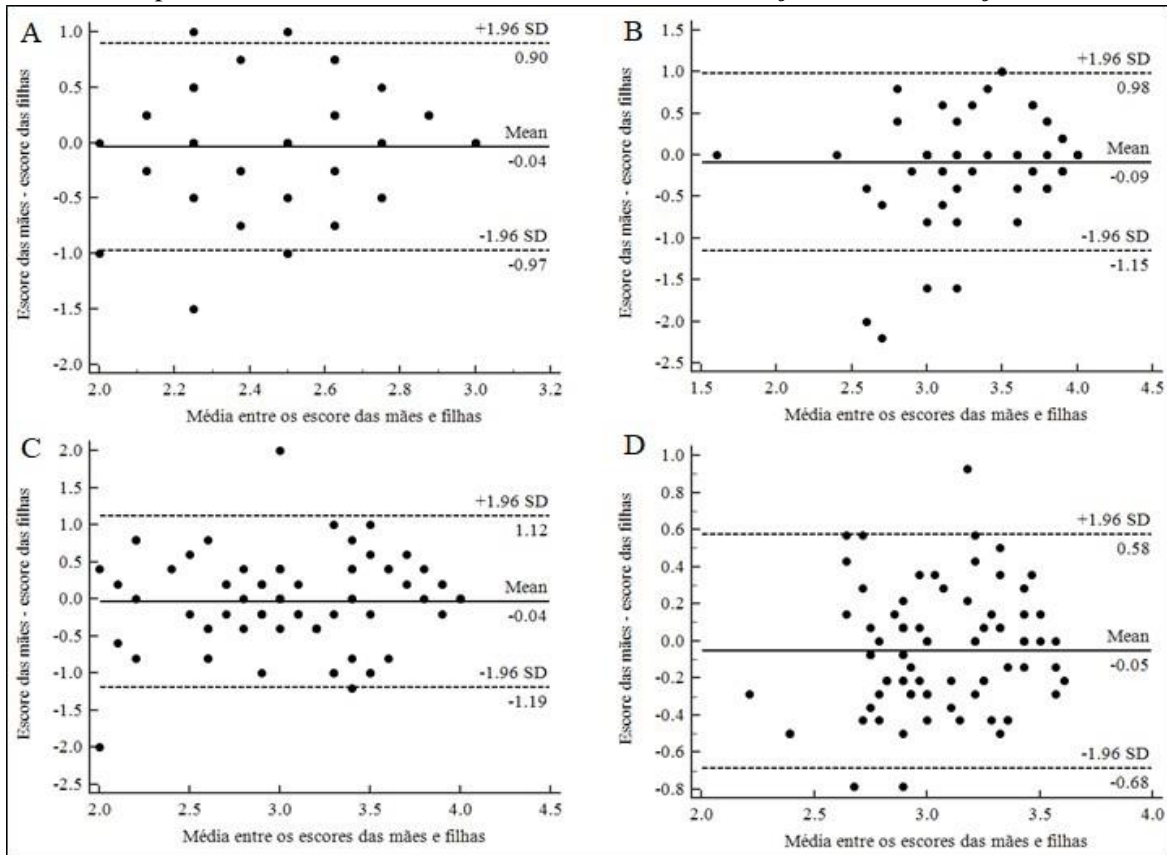 A
Escore das mães - escore das filhas
1.0
0.5
0.0
-0.5
-1.0
-1.5
-2.0
+1.96 SD
0.90
Mean
-0.04
-1.96 SD
-0.97
2.0 2.2 2.4 2.6 2.8 3.0 3.2
Média entre os escore das mães e filhas
B
Escore das mães - escore das filhas
1.5
1.0
0.5
0.0
-0.5
-1.0
-1.5
-2.0
-2.5
+1.96 SD
0.98
Mean
-0.09
-1.96 SD
-1.15
1.5 2.0 2.5 3.0 3.5 4.0 4.5
Média entre os escores das mães e filhas
C
Escore das mães - escore das filhas
2.0
1.5
1.0
0.5
0.0
-0.5
-1.0
-1.5
-2.0
-2.5
+1.96 SD
1.12
Mean
-0.04
-1.96 SD
-1.19
2.0 2.5 3.0 3.5 4.0 4.5
Média entre os escores das mães e filhas
D
Escore das mães - escore das filhas
1.0
0.8
0.6
0.4
0.2
0.0
-0.2
-0.4
-0.6
-0.8
+1.96 SD
0.58
Mean
-0.05
-1.96 SD
-0.68
2.0 2.5 3.0 3.5 4.0
Média entre os escores das mães e filhas